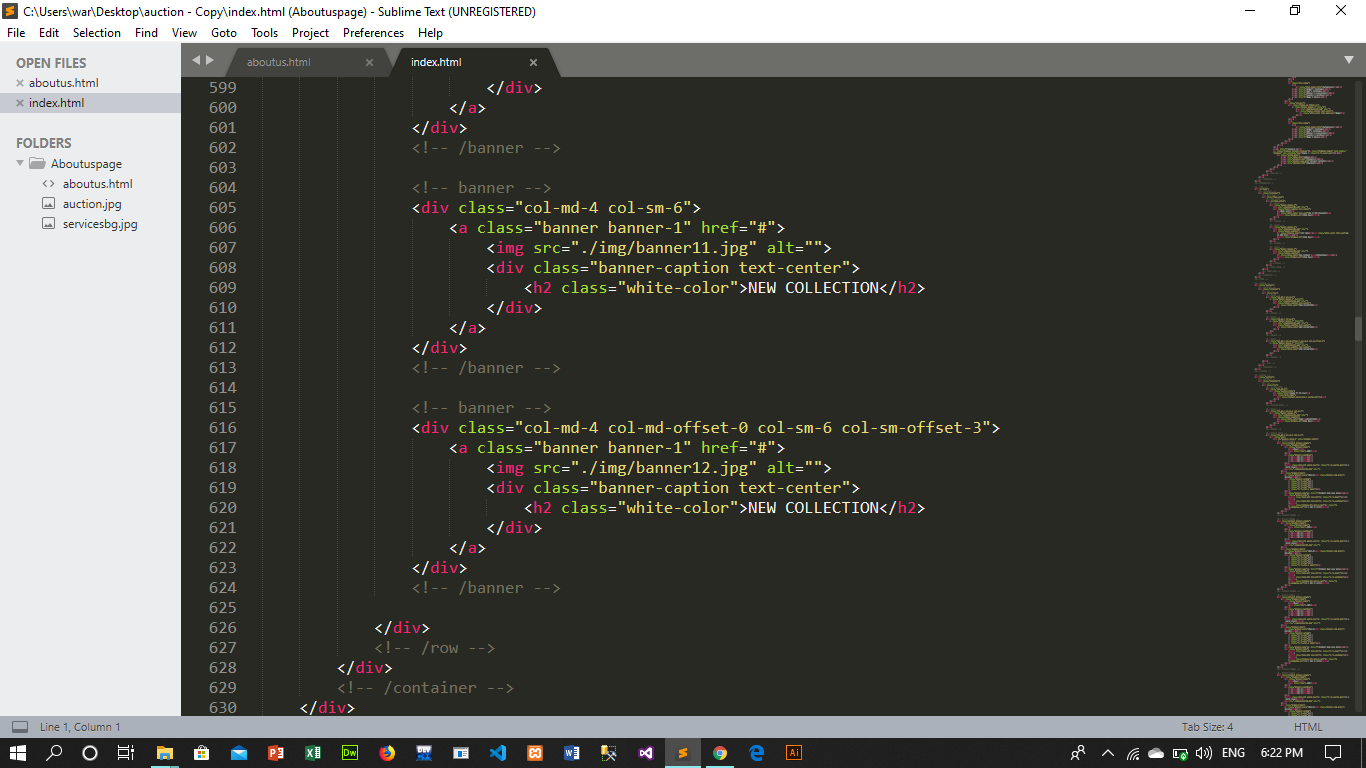 C:\Users\war\Desktop\auction - Copy\index.html (Aboutuspage) - Sublime Text (UNREGISTERED)
File Edit Selection Find View Goto Tools Project Preferences Help
OPEN FILES
aboutus.html
index.html
FOLDERS
Aboutuspage
aboutus.html
auction.jpg
servicesbg.jpg
aboutus.html index.html
599 </div>
600 </a>
601 </div>
602 <!-- /banner -->
603
604 <!-- banner -->
605 <div class="col-md-4 col-sm-6">
606 <a class="banner banner-1" href="#">
607 <img src="./img/banner11.jpg" alt="">
608 <div class="banner-caption text-center">
609 <h2 class="white-color">NEW COLLECTION</h2>
610 </div>
611 </a>
612 </div>
613 <!-- /banner -->
614
615 <!-- banner -->
616 <div class="col-md-4 col-md-offset-0 col-sm-6 col-sm-offset-3">
617 <a class="banner banner-1" href="#">
618 <img src="./img/banner12.jpg" alt="">
619 <div class="banner-caption text-center">
620 <h2 class="white-color">NEW COLLECTION</h2>
621 </div>
622 </a>
623 </div>
624 <!-- /banner -->
625
626 </div>
627 <!-- /row -->
628 </div>
629 <!-- /container -->
630 </div>
Line 1, Column 1 Tab Size: 4 HTML
Dw Ai ENG 6:22 PM